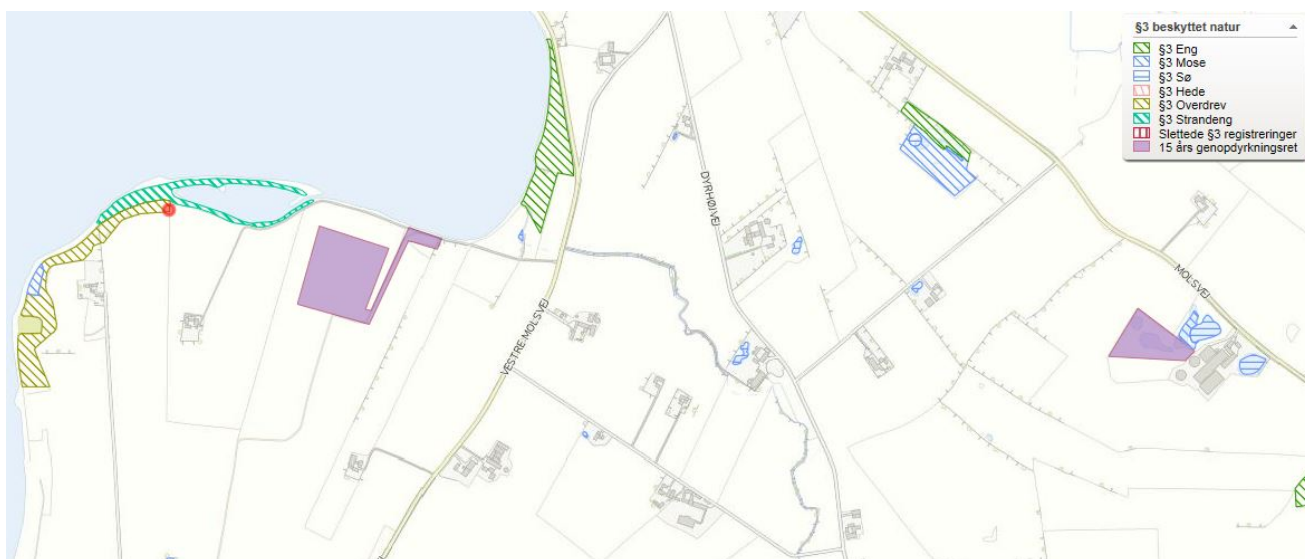 §3 beskyttet natur
§3 Eng
§3 Mose
§3 Sø
§3 Hede
§3 Overdrev
§3 Strandeng
Slettede §3 registreringer
15 års genopdyrkningsret
DYRHØJVEJ
MOLSVEJ
VESTRE MOLSVEJ